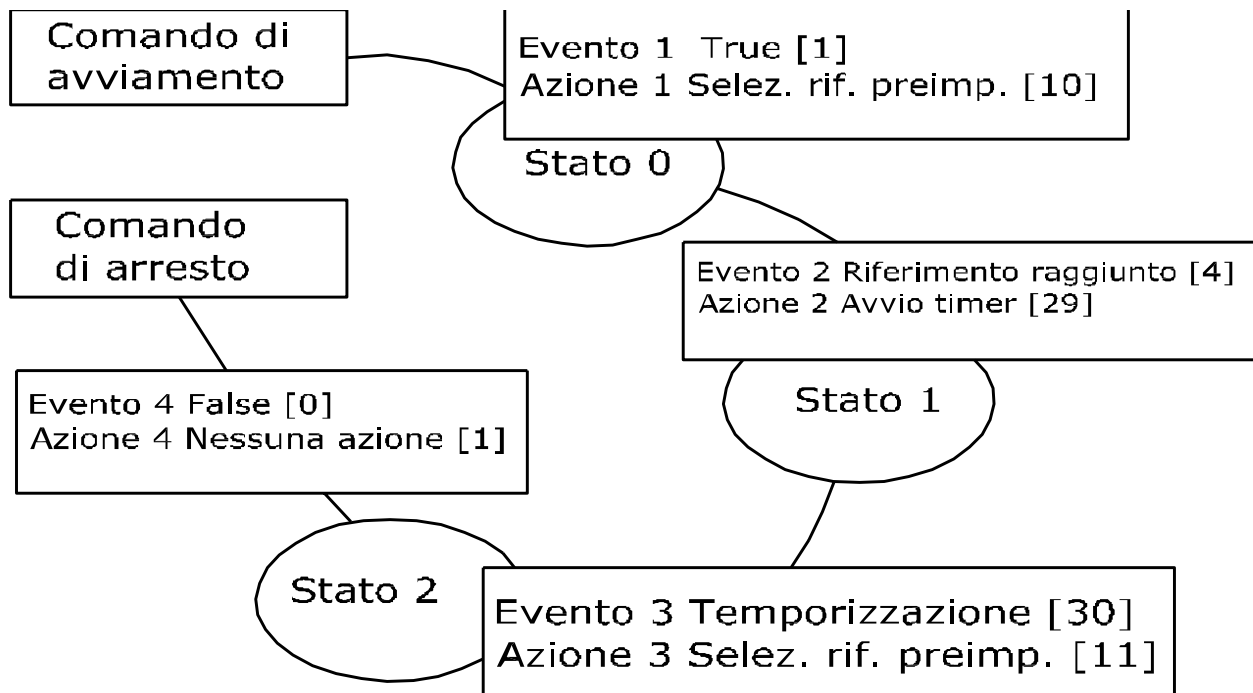 Comando di
avviamento
Evento 1 True [1]
Azione 1 Selez. rif. preimp. [10]
Stato 0
Comando
di arresto
Evento 2 Riferimento raggiunto [4]
Azione 2 Avvio timer [29]
Stato 1
Evento 4 False [0]
Azione 4 Nessuna azione [1]
Stato 2
Evento 3 Temporizzazione [30]
Azione 3 Selez. rif. preimp. [11]